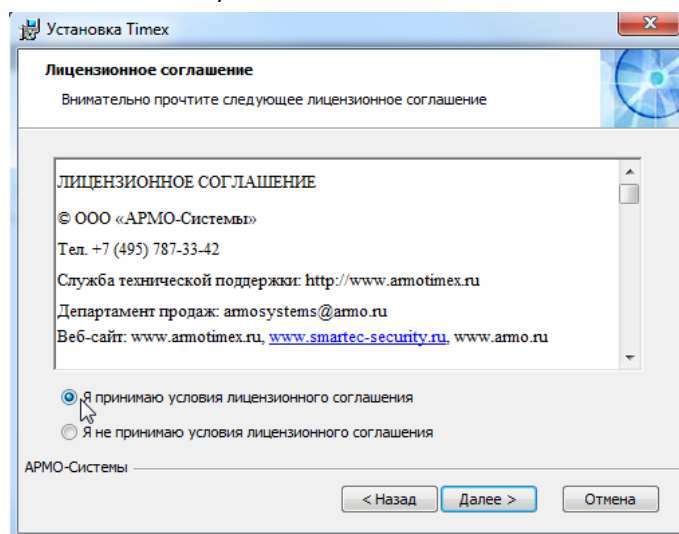 Установка Timex
Лицензионное соглашение
Внимательно прочтите следующее лицензионное соглашение
ЛИЦЕНЗИОННОЕ СОГЛАШЕНИЕ
© ООО «АРМО-Системы»
Тел. +7 (495) 787-33-42
Служба технической поддержки: http://www.armotimex.ru
Департамент продаж: armosystems@armo.ru
Веб-сайт: www.armotimex.ru, www.smartec-security.ru, www.armo.ru
Я принимаю условия лицензионного соглашения
Я не принимаю условия лицензионного соглашения
АРМО-Системы
< Назад Далее > Отмена